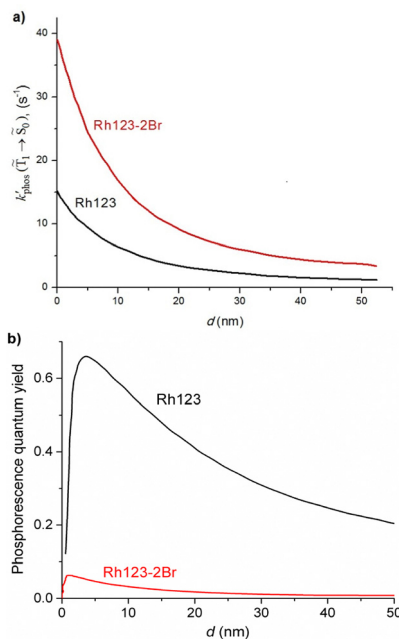 a)
40
30
20
10
0
k'phos (T̃₁ → S̃₀), (s⁻¹)
Rh123-2Br
Rh123
0 10 20 30 40 50
d (nm)
b)
0.6
0.4
0.2
0.0
Phosphorescence quantum yield
Rh123
Rh123-2Br
0 10 20 30 40 50
d (nm)